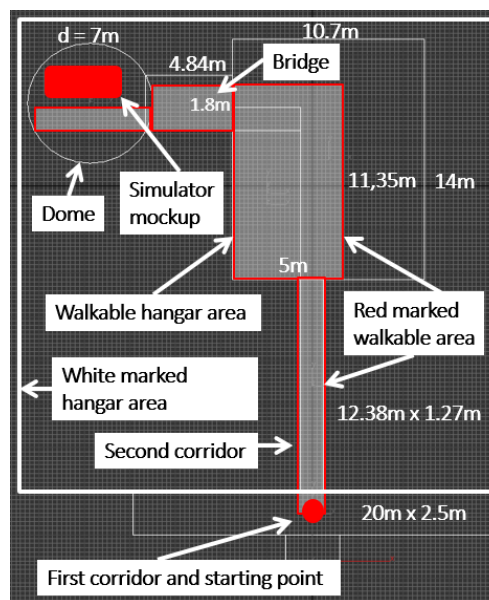 d = 7m
10.7m
4.84m
Bridge
1.8m
Simulator
mockup
Dome
11,35m
14m
5m
Walkable hangar area
Red marked
walkable area
White marked
hangar area
12.38m x 1.27m
Second corridor
20m x 2.5m
First corridor and starting point